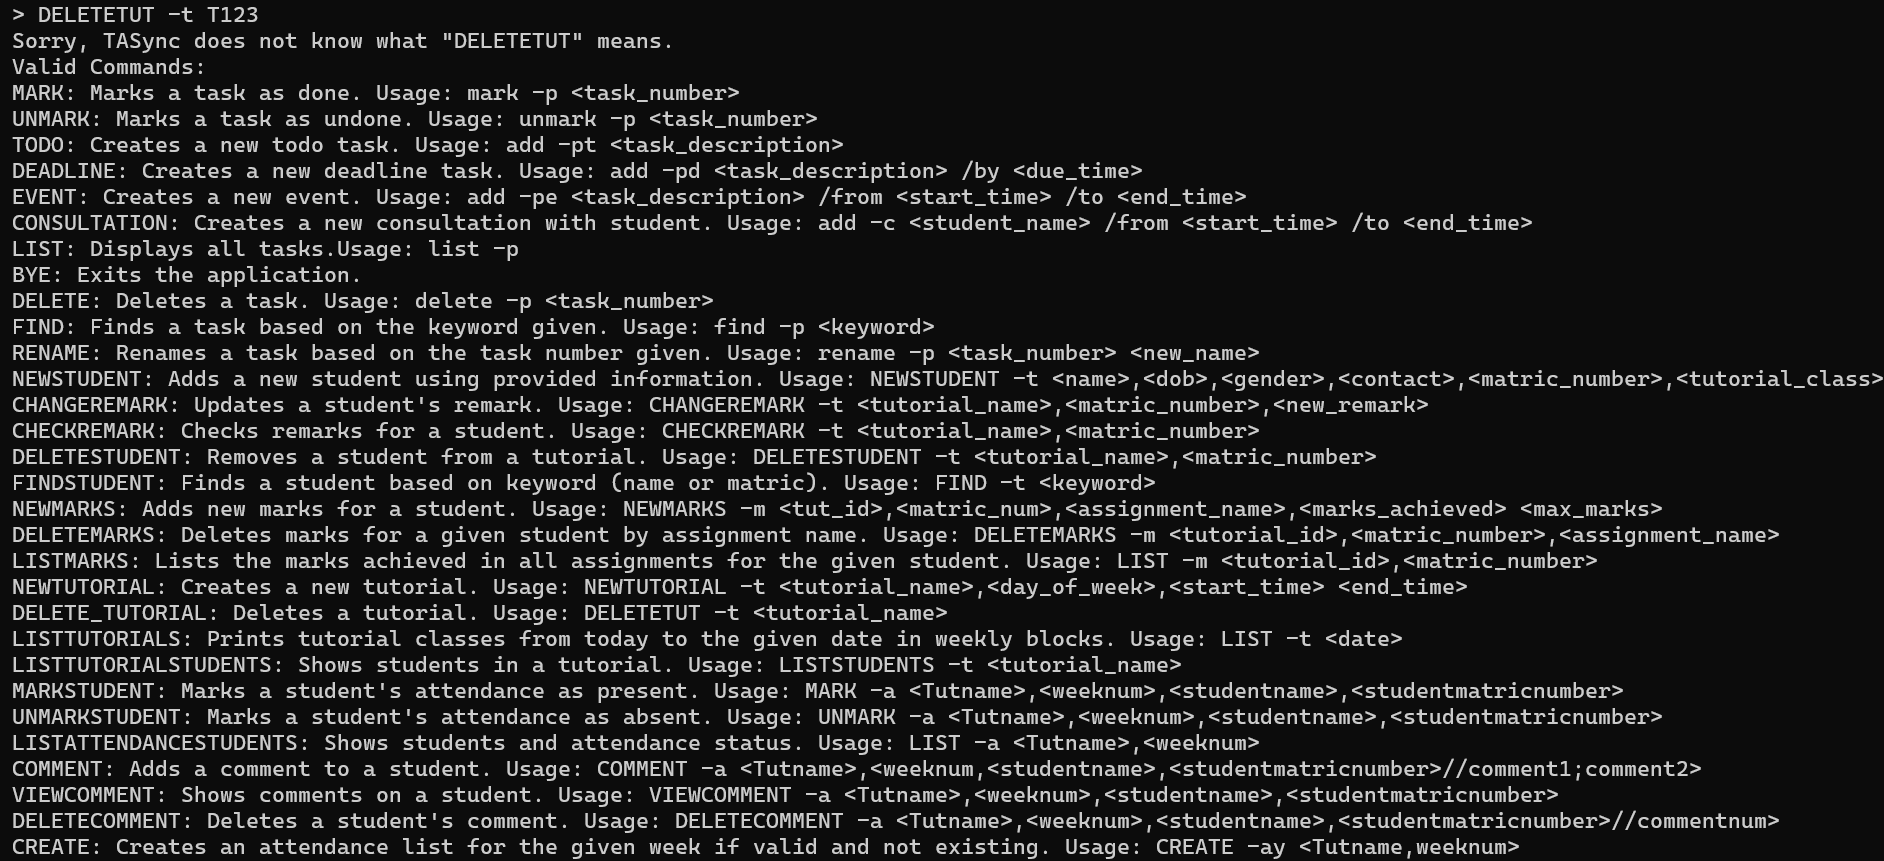 > DELETETUT -t T123
Sorry, TASync does not know what "DELETETUT" means.
Valid Commands:
MARK: Marks a task as done. Usage: mark -p <task_number>
UNMARK: Marks a task as undone. Usage: unmark -p <task_number>
TODO: Creates a new todo task. Usage: add -pt <task_description>
DEADLINE: Creates a new deadline task. Usage: add -pd <task_description> /by <due_time>
EVENT: Creates a new event. Usage: add -pe <task_description> /from <start_time> /to <end_time>
CONSULTATION: Creates a new consultation with student. Usage: add -c <student_name> /from <start_time> /to <end_time>
LIST: Displays all tasks.Usage: list -p
BYE: Exits the application.
DELETE: Deletes a task. Usage: delete -p <task_number>
FIND: Finds a task based on the keyword given. Usage: find -p <keyword>
RENAME: Renames a task based on the task number given. Usage: rename -p <task_number> <new_name>
NEWSTUDENT: Adds a new student using provided information. Usage: NEWSTUDENT -t <name>,<dob>,<gender>,<contact>,<matric_number>,<tutorial_class>
CHANGEREMARK: Updates a student's remark. Usage: CHANGEREMARK -t <tutorial_name>,<matric_number>,<new_remark>
CHECKREMARK: Checks remarks for a student. Usage: CHECKREMARK -t <tutorial_name>,<matric_number>
DELETESTUDENT: Removes a student from a tutorial. Usage: DELETESTUDENT -t <tutorial_name>,<matric_number>
FINDSTUDENT: Finds a student based on keyword (name or matric). Usage: FIND -t <keyword>
NEWMARKS: Adds new marks for a student. Usage: NEWMARKS -m <tut_id>,<matric_num>,<assignment_name>,<marks_achieved> <max_marks>
DELETEMARKS: Deletes marks for a given student by assignment name. Usage: DELETEMARKS -m <tutorial_id>,<matric_number>,<assignment_name>
LISTMARKS: Lists the marks achieved in all assignments for the given student. Usage: LIST -m <tutorial_id>,<matric_number>
NEWTUTORIAL: Creates a new tutorial. Usage: NEWTUTORIAL -t <tutorial_name>,<day_of_week>,<start_time> <end_time>
DELETE_TUTORIAL: Deletes a tutorial. Usage: DELETETUT -t <tutorial_name>
LISTTUTORIALS: Prints tutorial classes from today to the given date in weekly blocks. Usage: LIST -t <date>
LISTTUTORIALSTUDENTS: Shows students in a tutorial. Usage: LISTSTUDENTS -t <tutorial_name>
MARKSTUDENT: Marks a student's attendance as present. Usage: MARK -a <Tutname>,<weeknum>,<studentname>,<studentmatricnumber>
UNMARKSTUDENT: Marks a student's attendance as absent. Usage: UNMARK -a <Tutname>,<weeknum>,<studentname>,<studentmatricnumber>
LISTATTENDANCESTUDENTS: Shows students and attendance status. Usage: LIST -a <Tutname>,<weeknum>
COMMENT: Adds a comment to a student. Usage: COMMENT -a <Tutname>,<weeknum,<studentname>,<studentmatricnumber>//comment1;comment2>
VIEWCOMMENT: Shows comments on a student. Usage: VIEWCOMMENT -a <Tutname>,<weeknum>,<studentname>,<studentmatricnumber>
DELETECOMMENT: Deletes a student's comment. Usage: DELETECOMMENT -a <Tutname>,<weeknum>,<studentname>,<studentmatricnumber>//commentnum>
CREATE: Creates an attendance list for the given week if valid and not existing. Usage: CREATE -ay <Tutname,weeknum>